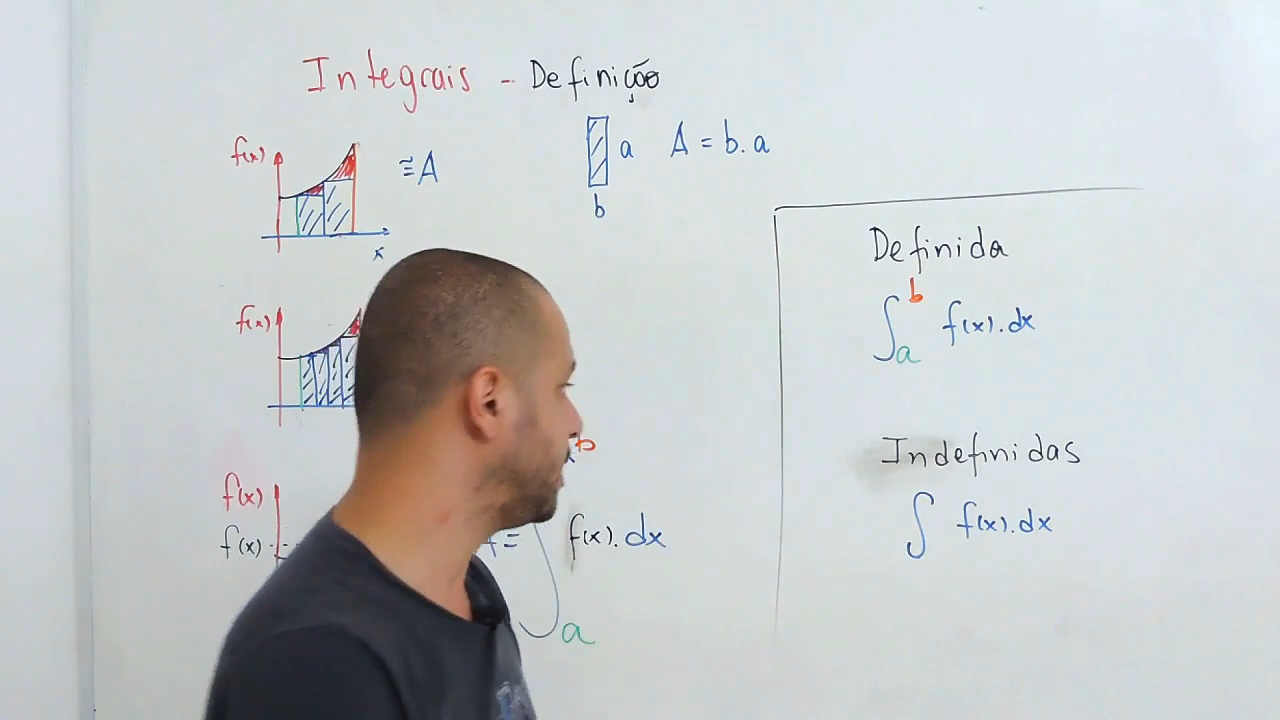 Integrais - Definição
f(x)
≅A
x
a
A = b.a
b
f(x)
f(x)
f(x)
b
A =
∫
f(x).dx
a
Definida
b
∫ f(x).dx
a
Indefinidas
∫ f(x).dx